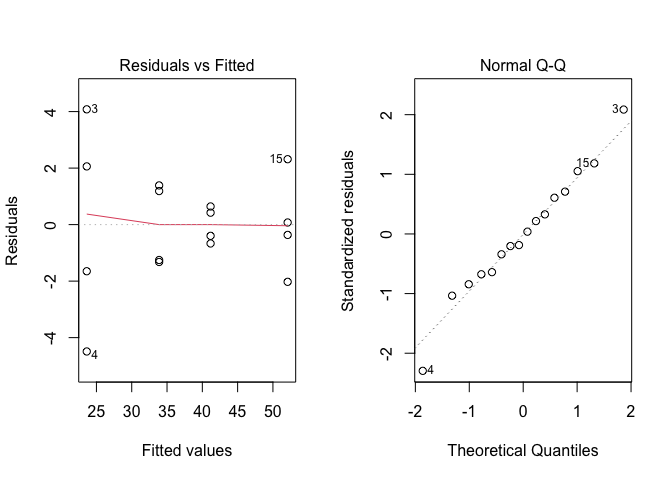 Residuals vs Fitted
Residuals
4
2
0
-2
-4
3
15
4
25 30 35 40 45 50
Fitted values
Normal Q-Q
Standardized residuals
2
1
0
-1
-2
3
15
4
-2 -1 0 1 2
Theoretical Quantiles